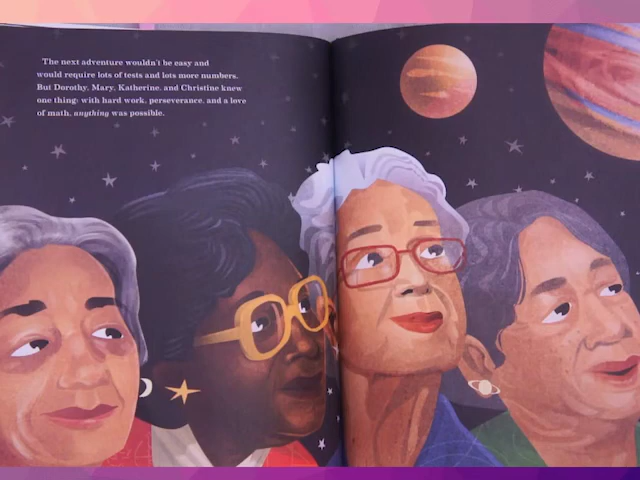 The next adventure wouldn't be easy and
would require lots of tests and lots more numbers.
But Dorothy, Mary, Katherine, and Christine knew
one thing: with hard work, perseverance, and a love
of math, anything was possible.